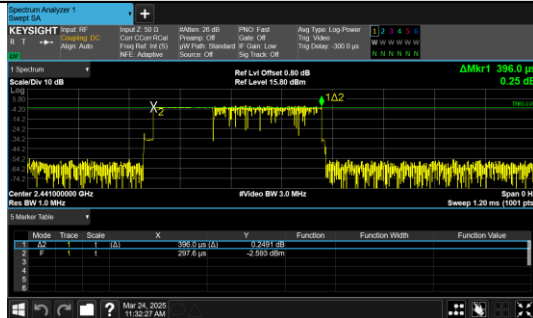 Spectrum Analyzer 1
Swept SA
+
KEYSIGHT Input: RF Input Z: 50 Ω #Atten: 26 dB PNO: Fast Avg Type: Log-Power 1 2 3 4 5 6
R T Coupling: DC Corr CCorr RCal Preamp: Off Gate: Off Trig: Video W W W W W W
Align: Auto Freq Ref: Int (S) µW Path: Standard IF Gain: Low Trig Delay: -300.0 µs N N N N N N
NFE: Adaptive Source: Off Sig Track: Off
1 Spectrum Ref Lvl Offset 0.80 dB ΔMkr1 396.0 µs
Scale/Div 10 dB Ref Level 15.80 dBm 0.25 dB
Log
5.80 1Δ2
-4.20 X2 TRIG LV
-14.2
-24.2
-34.2
-44.2
-54.2
-64.2
-74.2
Center 2.441000000 GHz #Video BW 3.0 MHz Span 0 H
Res BW 1.0 MHz Sweep 1.20 ms (1001 pts
5 Marker Table
Mode Trace Scale X Y Function Function Width Function Value
1 Δ2 1 t (Δ) 396.0 µs (Δ) 0.2491 dB
2 F 1 t 297.6 µs -2.593 dBm
3
4
5
6
? Mar 24, 2025
11:32:27 AM